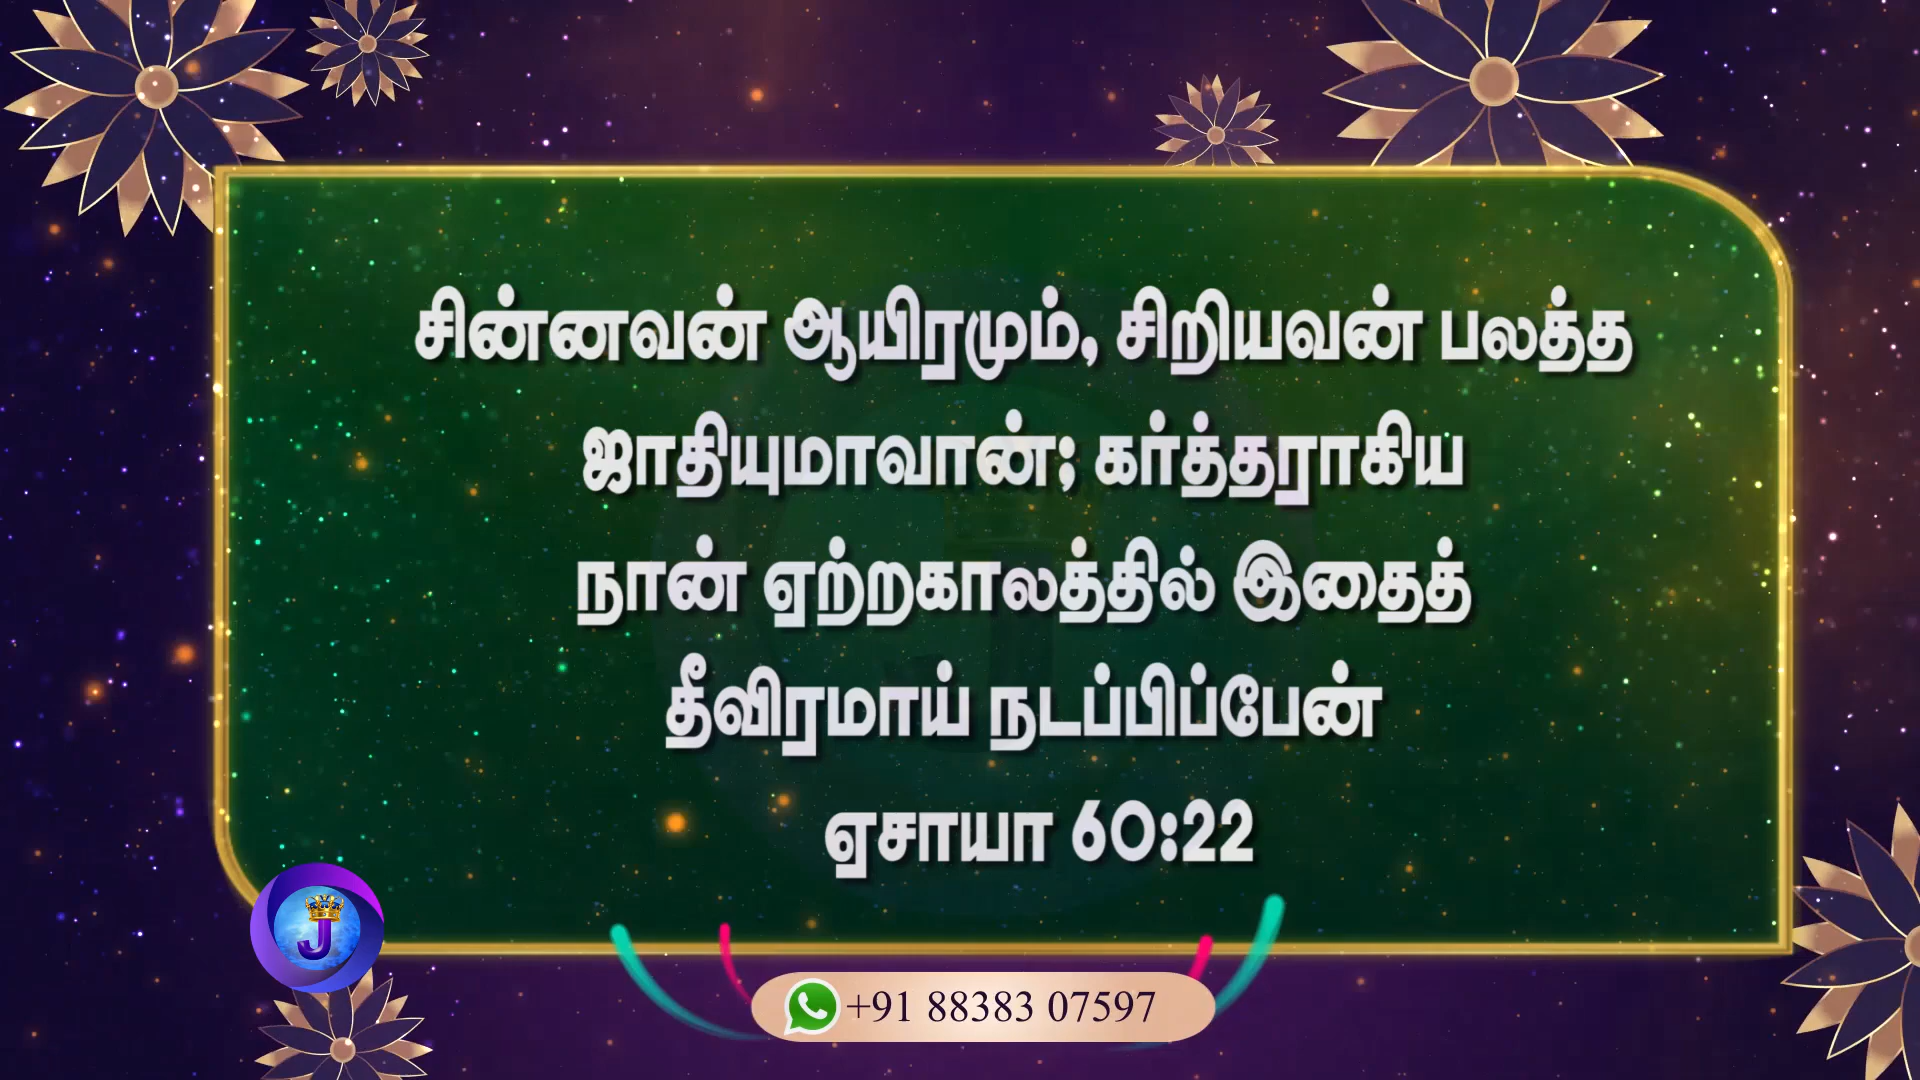 சின்னவன் ஆயிரமும், சிறியவன் பலத்த
ஜாதியுமாவான்; கர்த்தராகிய
நான் ஏற்றகாலத்தில் இதைத்
தீவிரமாய் நடப்பிப்பேன்
ஏசாயா 60:22
J
+91 88383 07597